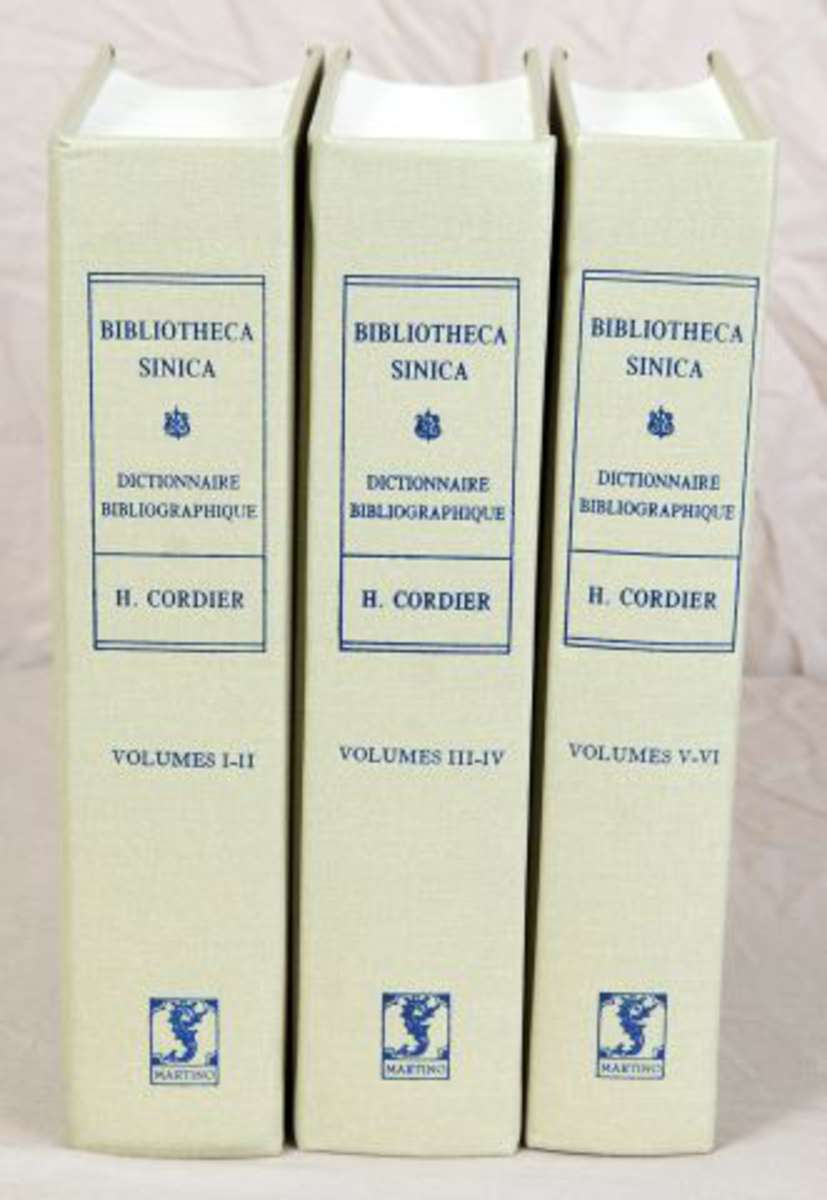 BIBLIOTHECA
SINICA
DICTIONNAIRE
BIBLIOGRAPHIQUE
H. CORDIER
VOLUMES I-II
MARTINO
BIBLIOTHECA
SINICA
DICTIONNAIRE
BIBLIOGRAPHIQUE
H. CORDIER
VOLUMES III-IV
MARTINO
BIBLIOTHECA
SINICA
DICTIONNAIRE
BIBLIOGRAPHIQUE
H. CORDIER
VOLUMES V-VI
MARTINO